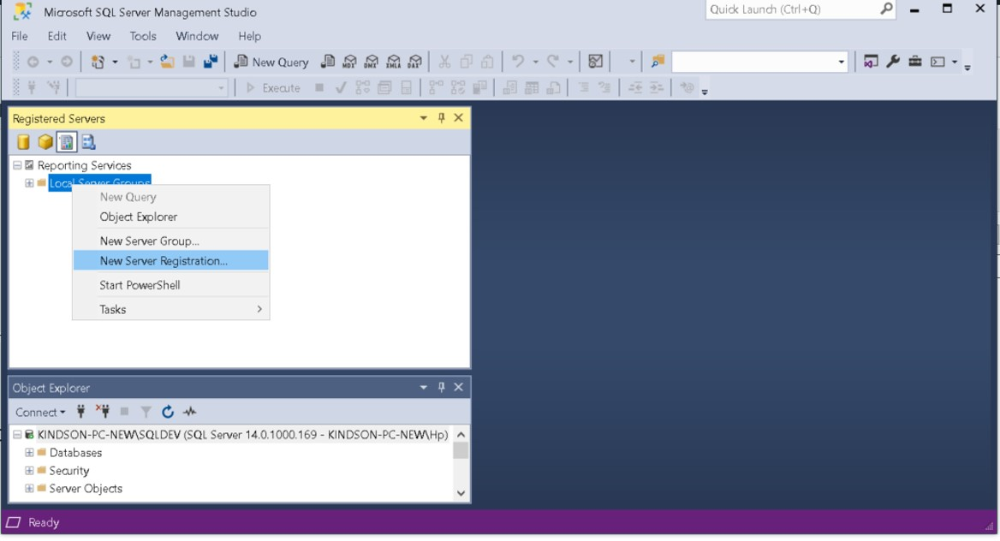 Microsoft SQL Server Management Studio
Quick Launch (Ctrl+Q)
File Edit View Tools Window Help
New Query MDX DMX XMLA DAX
Execute
Registered Servers
Reporting Services
Local Server Groups
New Query
Object Explorer
New Server Group...
New Server Registration...
Start PowerShell
Tasks
Object Explorer
Connect
KINDSON-PC-NEW\SQLDEV (SQL Server 14.0.1000.169 - KINDSON-PC-NEW\Hp)
Databases
Security
Server Objects
Ready